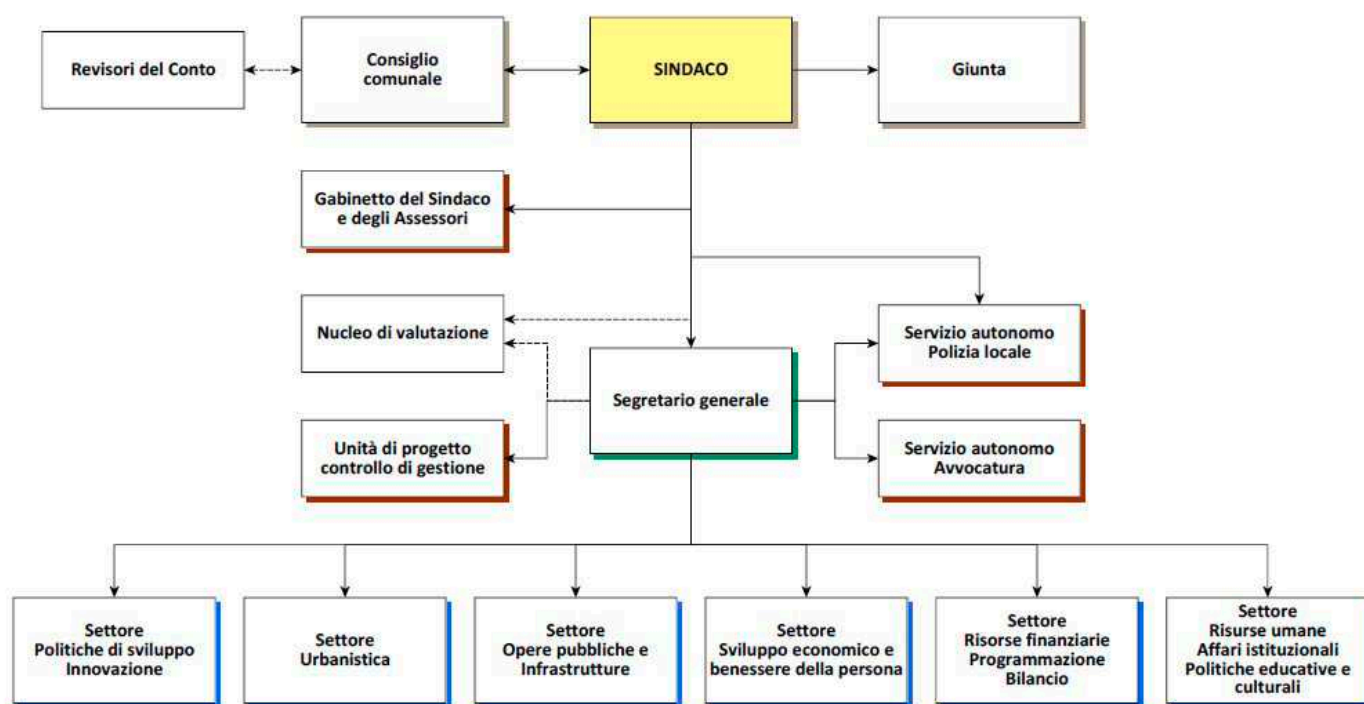 Revisori del Conto
Consiglio
comunale
SINDACO
Giunta
Gabinetto del Sindaco
e degli Assessori
Nucleo di valutazione
Servizio autonomo
Polizia locale
Segretario generale
Unità di progetto
controllo di gestione
Servizio autonomo
Avvocatura
Settore
Politiche di sviluppo
Innovazione
Settore
Urbanistica
Settore
Opere pubbliche e
Infrastrutture
Settore
Sviluppo economico e
benessere della persona
Settore
Risorse finanziarie
Programmazione
Bilancio
Settore
Risurse umane
Affari istituzionali
Politiche educative e
culturali